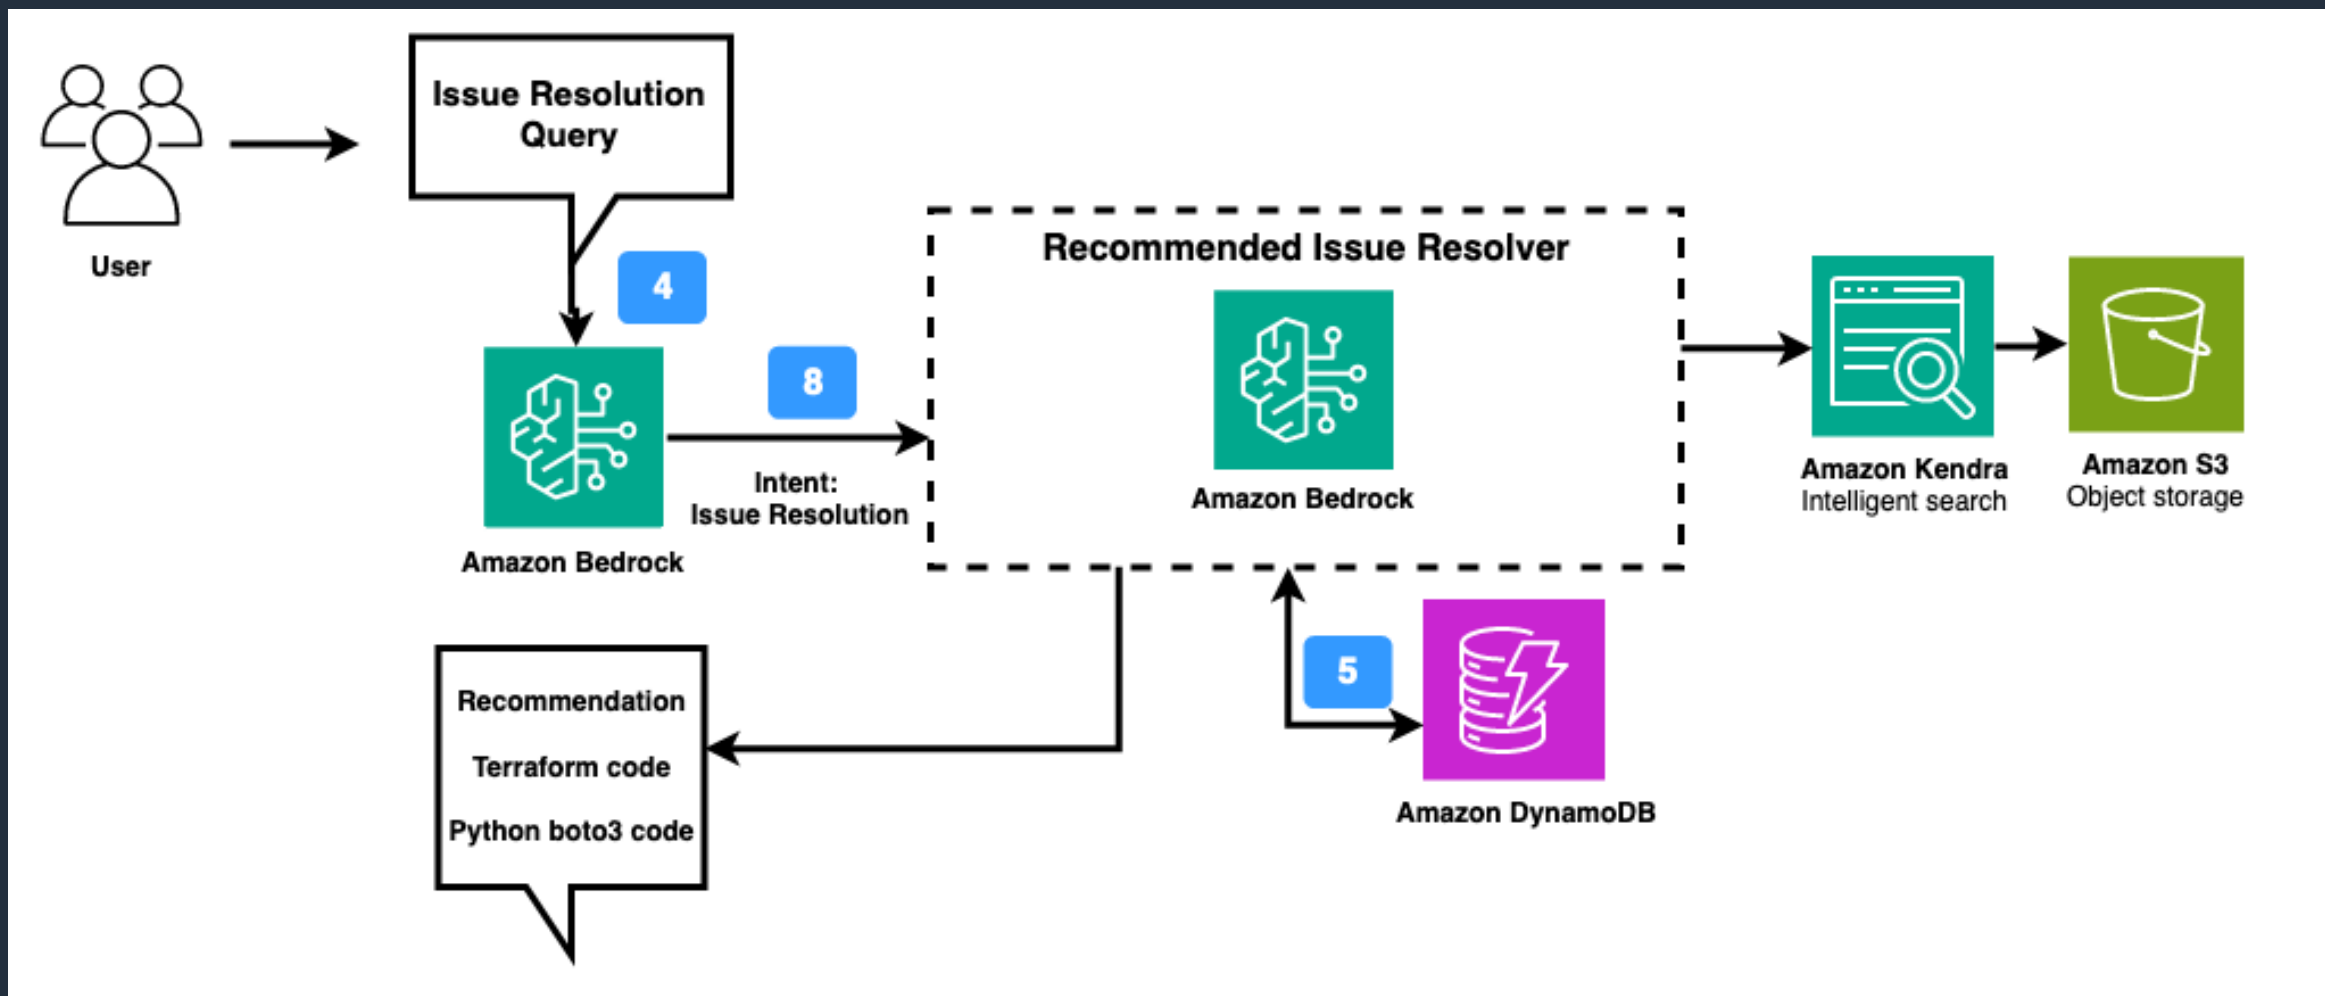 Issue Resolution
Query
User
4
8
Intent:
Issue Resolution
Amazon Bedrock
Recommended Issue Resolver
Amazon Bedrock
Amazon Kendra
Intelligent search
Amazon S3
Object storage
5
Amazon DynamoDB
Recommendation
Terraform code
Python boto3 code